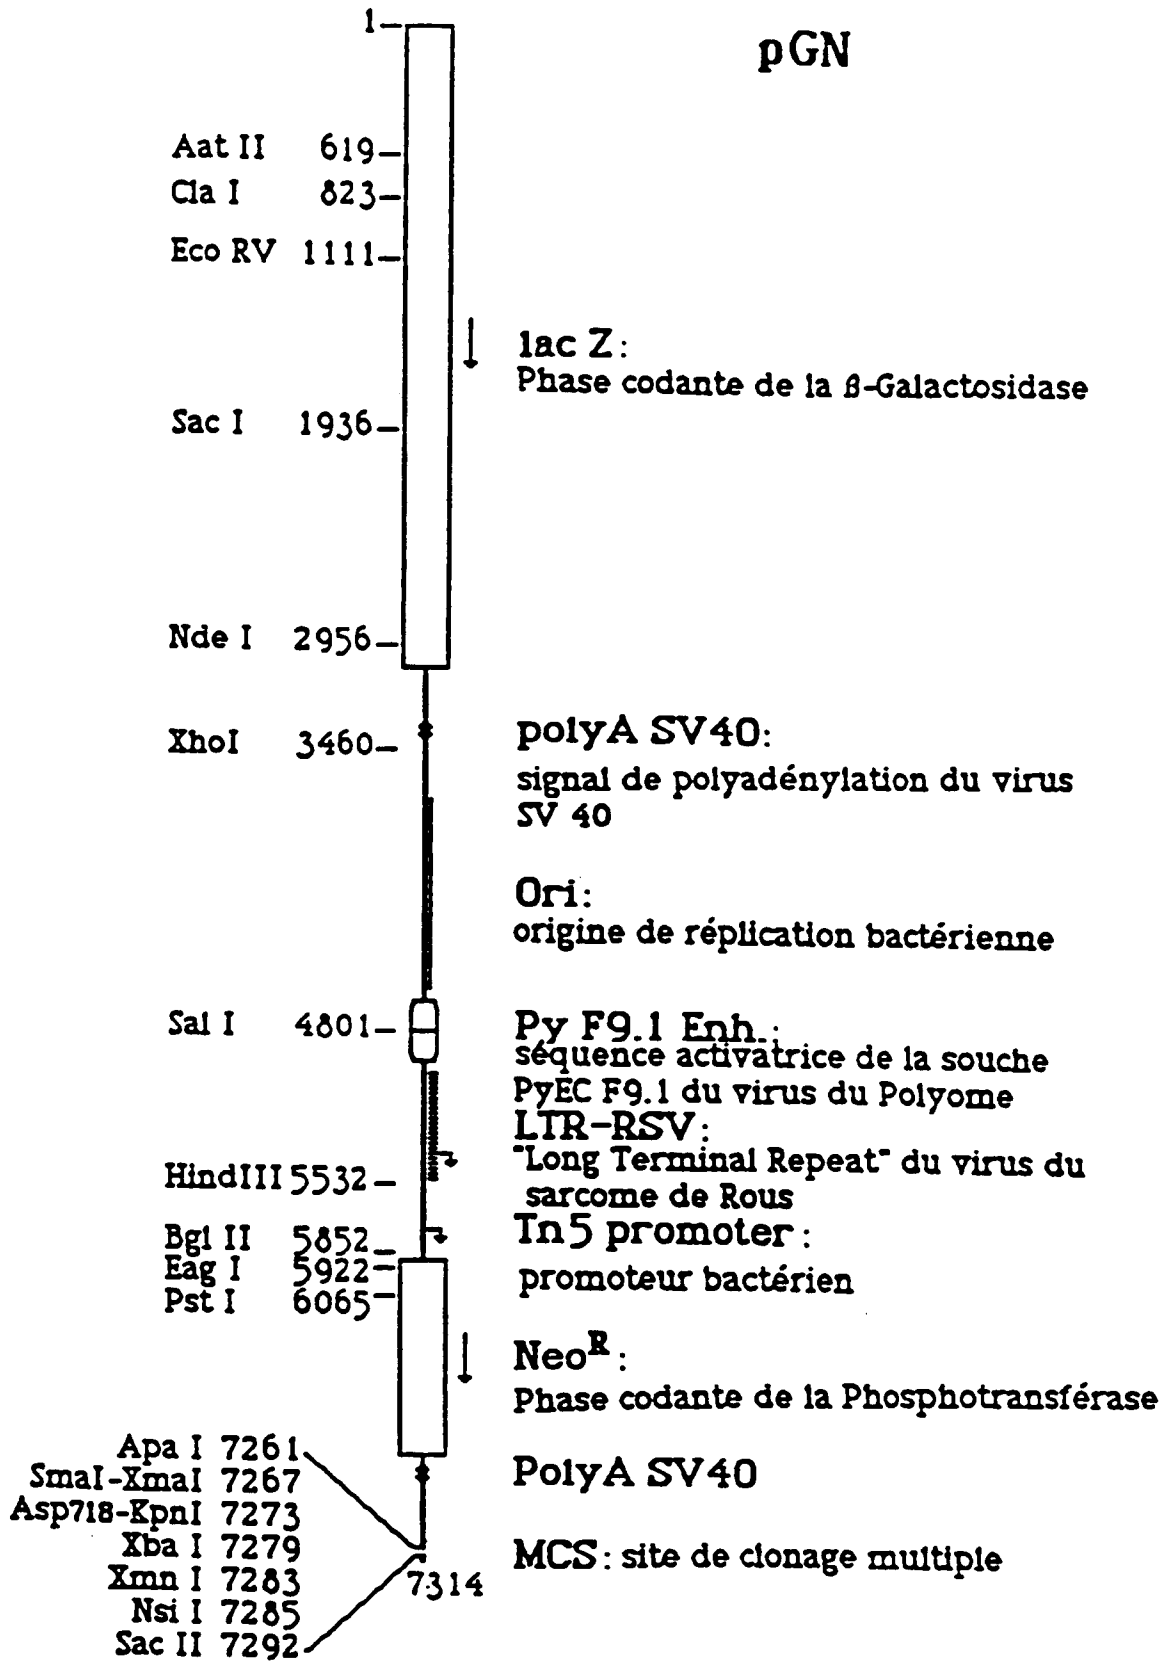 1
pGN
Aat II 619
Cla I 823
Eco RV 1111
lac Z:
Phase codante de la β-Galactosidase
Sac I 1936
Nde I 2956
XhoI 3460
polyA SV40:
signal de polyadénylation du virus
SV 40
Ori:
origine de réplication bactérienne
Sal I 4801
Py F9.1 Enh.:
séquence activatrice de la souche
PyEC F9.1 du virus du Polyome
LTR-RSV:
"Long Terminal Repeat" du virus du
sarcome de Rous
HindIII 5532
Tn5 promoter:
promoteur bactérien
Bgl II 5852
Eag I 5922
Pst I 6065
Neo^R:
Phase codante de la Phosphotransférase
PolyA SV40
Apa I 7261
SmaI-XmaI 7267
Asp718-KpnI 7273
Xba I 7279
Xmn I 7283
Nsi I 7285
Sac II 7292
7314
MCS: site de clonage multiple